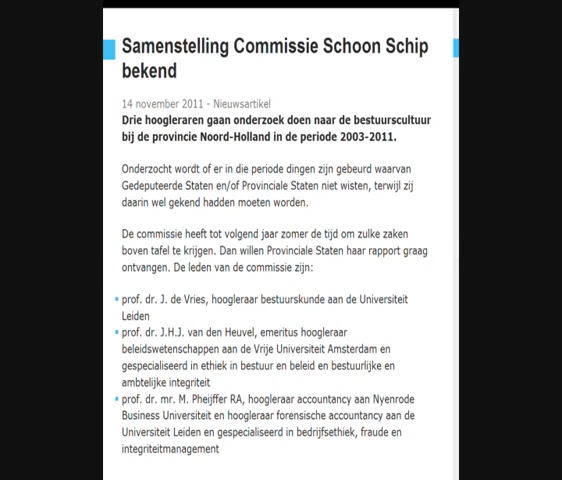 Samenstelling Commissie Schoon Schip
bekend
14 november 2011 - Nieuwsartikel
Drie hoogleraren gaan onderzoek doen naar de bestuurscultuur
bij de provincie Noord-Holland in de periode 2003-2011.
Onderzocht wordt of er in die periode dingen zijn gebeurd waarvan
Gedeputeerde Staten en/of Provinciale Staten niet wisten, terwijl zij
daarin wel gekend hadden moeten worden.
De commissie heeft tot volgend jaar zomer de tijd om zulke zaken
boven tafel te krijgen. Dan willen Provinciale Staten haar rapport graag
ontvangen. De leden van de commissie zijn:
prof. dr. J. de Vries, hoogleraar bestuurskunde aan de Universiteit
Leiden
prof. dr. J.H.J. van den Heuvel, emeritus hoogleraar
beleidswetenschappen aan de Vrije Universiteit Amsterdam en
gespecialiseerd in ethiek in bestuur en beleid en bestuurlijke en
ambtelijke integriteit
prof. dr. mr. M. Pheijffer RA, hoogleraar accountancy aan Nyenrode
Business Universiteit en hoogleraar forensische accountancy aan de
Universiteit Leiden en gespecialiseerd in bedrijfsethiek, fraude en
integriteitmanagement